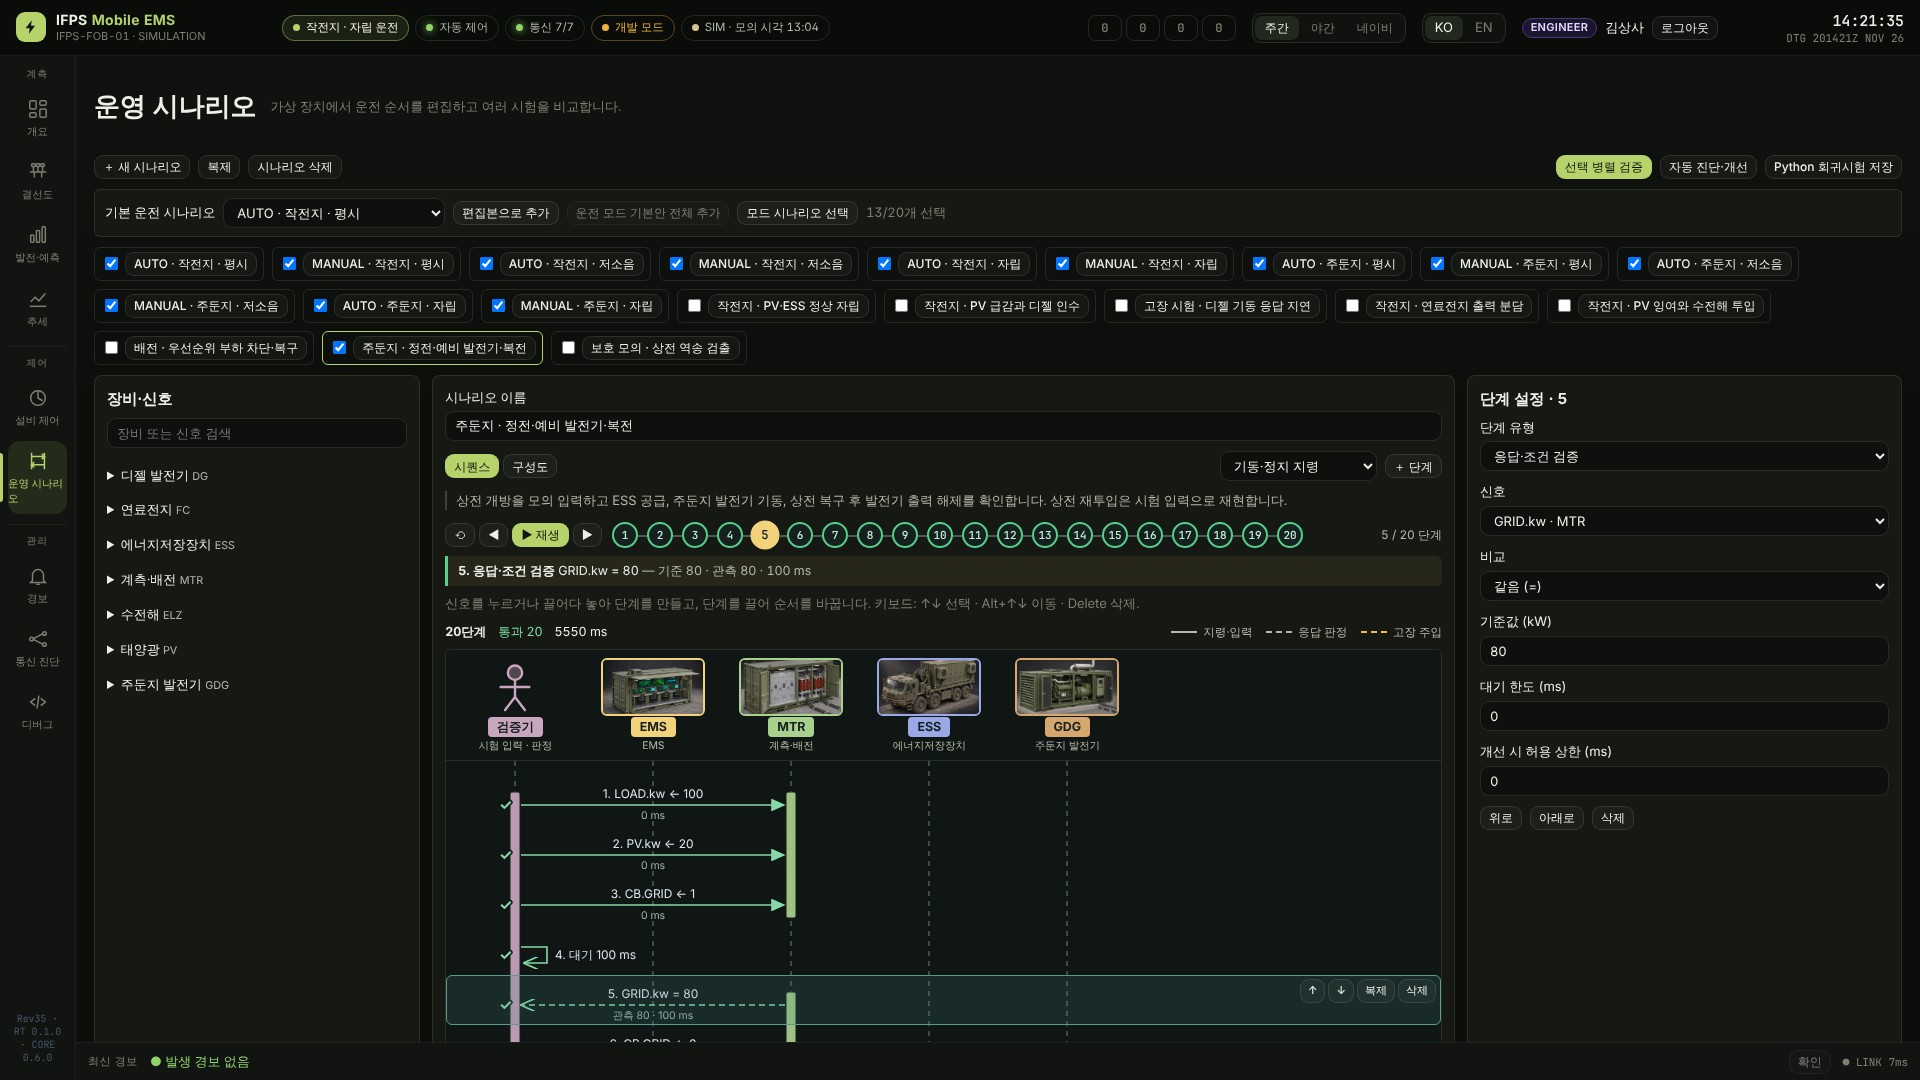 IFPS Mobile EMS
IFPS-FOB-01 · SIMULATION
작전지 · 자립 운전
자동 제어
통신 7/7
개발 모드
SIM · 모의 시각 13:04
0 0 0 0
주간 야간 네이비
KO EN
ENGINEER 김상사 로그아웃
14:21:35
DTG 201421Z NOV 26
계측
개요
결선도
발전·예측
추세
제어
설비 제어
운영 시나리
오
관리
경보
통신 진단
디버그
Rev35 ·
RT 0.1.0
· CORE
0.6.0
운영 시나리오 가상 장치에서 운전 순서를 편집하고 여러 시험을 비교합니다.
+ 새 시나리오 복제 시나리오 삭제 선택 병렬 검증 자동 진단·개선 Python 회귀시험 저장
기본 운전 시나리오 AUTO · 작전지 · 평시 편집본으로 추가 운전 모드 기본안 전체 추가 모드 시나리오 선택 13/20개 선택
AUTO · 작전지 · 평시 MANUAL · 작전지 · 평시 AUTO · 작전지 · 저소음 MANUAL · 작전지 · 저소음 AUTO · 작전지 · 자립 MANUAL · 작전지 · 자립 AUTO · 주둔지 · 평시 MANUAL · 주둔지 · 평시 AUTO · 주둔지 · 저소음
MANUAL · 주둔지 · 저소음 AUTO · 주둔지 · 자립 MANUAL · 주둔지 · 자립 작전지 · PV·ESS 정상 자립 작전지 · PV 급감과 디젤 인수 고장 시험 · 디젤 기동 응답 지연 작전지 · 연료전지 출력 분담 작전지 · PV 잉여와 수전해 투입
배전 · 우선순위 부하 차단·복구 주둔지 · 정전·예비 발전기·복전 보호 모의 · 상전 역송 검출
장비·신호
장비 또는 신호 검색
▶ 디젤 발전기 DG
▶ 연료전지 FC
▶ 에너지저장장치 ESS
▶ 계측·배전 MTR
▶ 수전해 ELZ
▶ 태양광 PV
▶ 주둔지 발전기 GDG
시나리오 이름
주둔지 · 정전·예비 발전기·복전
시퀀스 구성도 기동·정지 지령 + 단계
상전 개방을 모의 입력하고 ESS 공급, 주둔지 발전기 기동, 상전 복구 후 발전기 출력 해제를 확인합니다. 상전 재투입은 시험 입력으로 재현합니다.
⟲ ◀ ▶ 재생 ▶ 1 2 3 4 5 6 7 8 9 10 11 12 13 14 15 16 17 18 19 20 5 / 20 단계
5. 응답·조건 검증 GRID.kw = 80 — 기준 80 · 관측 80 · 100 ms
신호를 누르거나 끌어다 놓아 단계를 만들고, 단계를 끌어 순서를 바꿉니다. 키보드: ↑↓ 선택 · Alt+↑↓ 이동 · Delete 삭제.
20단계 통과 20 5550 ms 지령·입력 응답 판정 고장 주입
검증기 EMS MTR ESS GDG
시험 입력 · 판정 EMS 계측·배전 에너지저장장치 주둔지 발전기
1. LOAD.kw ← 100
0 ms
2. PV.kw ← 20
0 ms
3. CB.GRID ← 1
0 ms
4. 대기 100 ms
5. GRID.kw = 80
관측 80 · 100 ms
↑ ↓ 복제 삭제
단계 설정 · 5
단계 유형
응답·조건 검증
신호
GRID.kw · MTR
비교
같음 (=)
기준값 (kW)
80
대기 한도 (ms)
0
개선 시 허용 상한 (ms)
0
위로 아래로 삭제
최신 경보 발생 경보 없음 확인 LINK 7ms